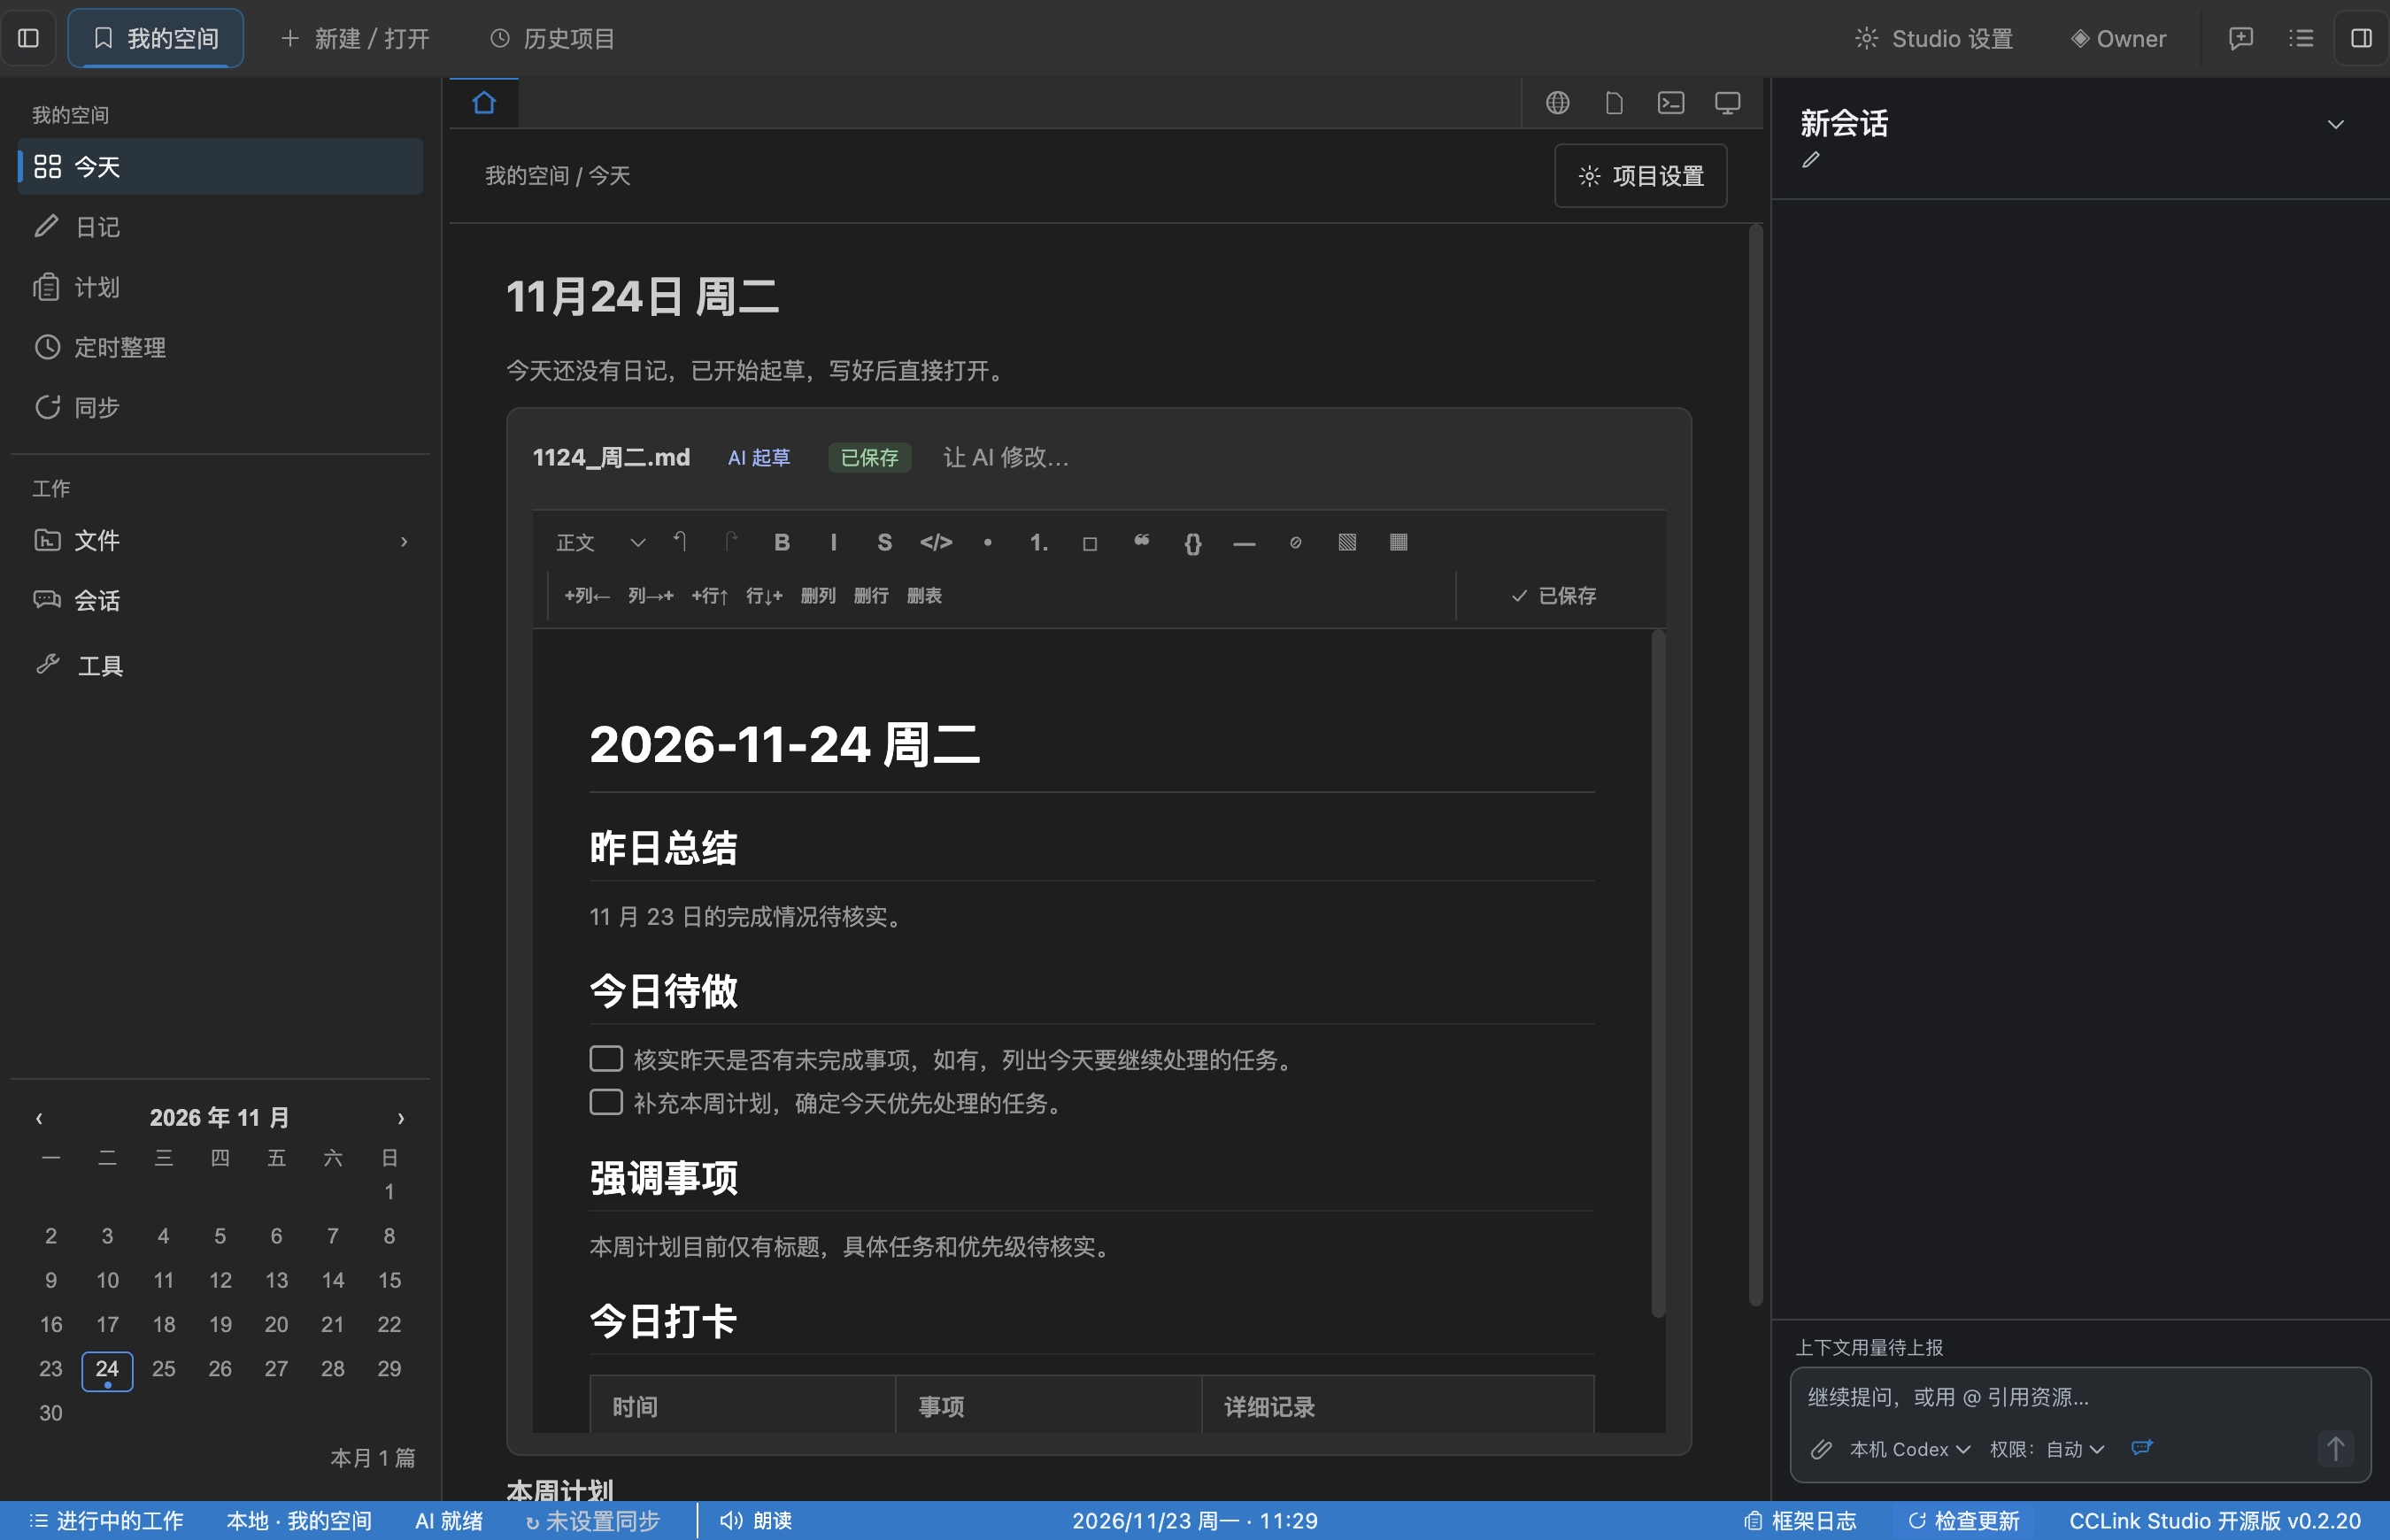 我的空间
新建 / 打开
历史项目
Studio 设置
Owner
我的空间
今天
日记
计划
定时整理
同步
工作
文件
会话
工具
2026 年 11 月
一 二 三 四 五 六 日
1
2 3 4 5 6 7 8
9 10 11 12 13 14 15
16 17 18 19 20 21 22
23 24 25 26 27 28 29
30
本月 1 篇
我的空间 / 今天
项目设置
11月24日 周二
今天还没有日记，已开始起草，写好后直接打开。
1124_周二.md AI 起草 已保存 让 AI 修改…
正文 B I S </> • 1. ❝ {} —
+列← 列→+ +行↑ 行↓+ 删列 删行 删表 ✓ 已保存
2026-11-24 周二
昨日总结
11 月 23 日的完成情况待核实。
今日待做
核实昨天是否有未完成事项，如有，列出今天要继续处理的任务。
补充本周计划，确定今天优先处理的任务。
强调事项
本周计划目前仅有标题，具体任务和优先级待核实。
今日打卡
时间 事项 详细记录
本周计划
新会话
上下文用量待上报
继续提问，或用 @ 引用资源...
本机 Codex 权限：自动
进行中的工作 本地 · 我的空间 AI 就绪 ↻ 未设置同步 朗读 2026/11/23 周一 · 11:29 框架日志 检查更新 CCLink Studio 开源版 v0.2.20